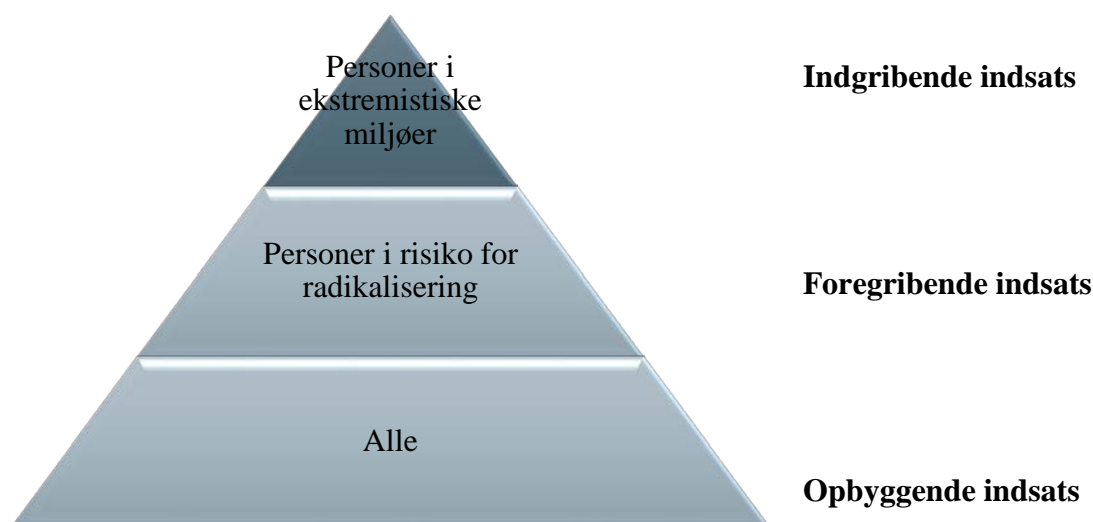 Personer i
ekstremistiske
miljøer
Indgribende indsats
Personer i risiko for
radikalisering
Foregribende indsats
Alle
Opbyggende indsats